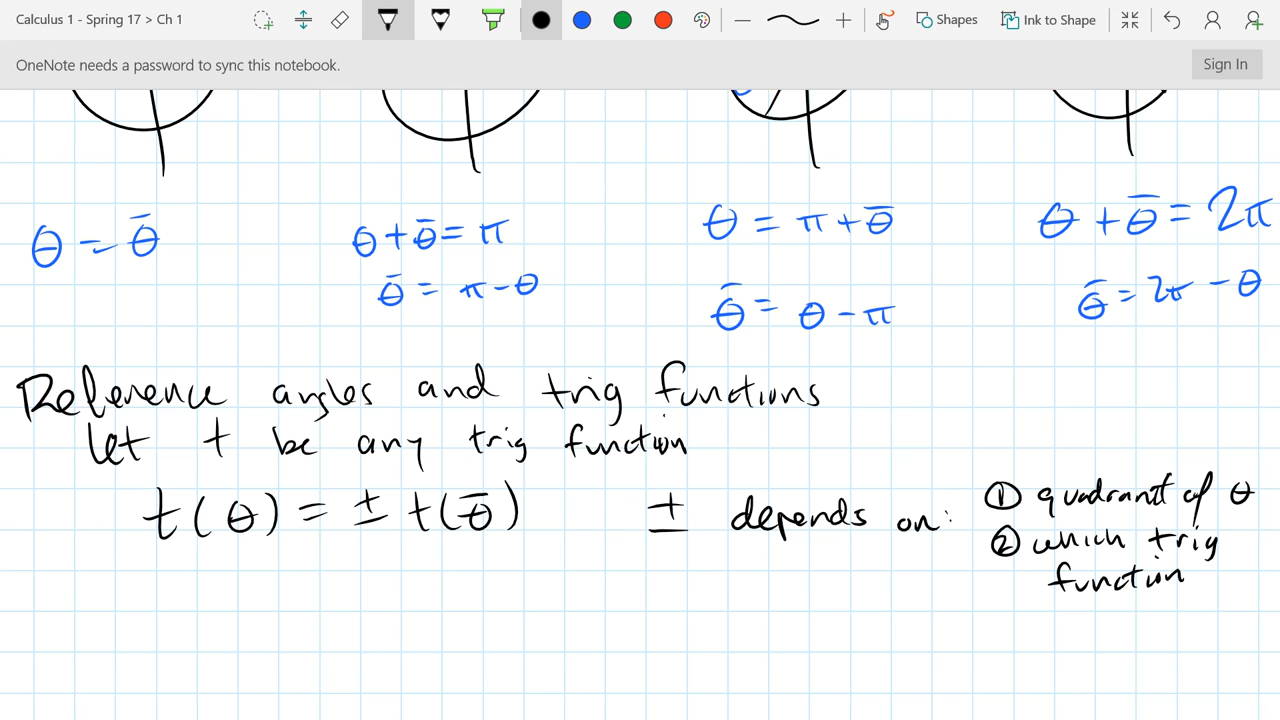 Calculus 1 - Spring 17 > Ch 1
Shapes
Ink to Shape
OneNote needs a password to sync this notebook.
Sign In
θ = θ̄
θ + θ̄ = π
θ̄ = π - θ
θ = π + θ̄
θ̄ = θ - π
θ + θ̄ = 2π
θ̄ = 2π - θ
Reference angles and trig functions
let t be any trig function
t(θ) = ± t(θ̄)
± depends on:
① quadrant of θ
② which trig
function